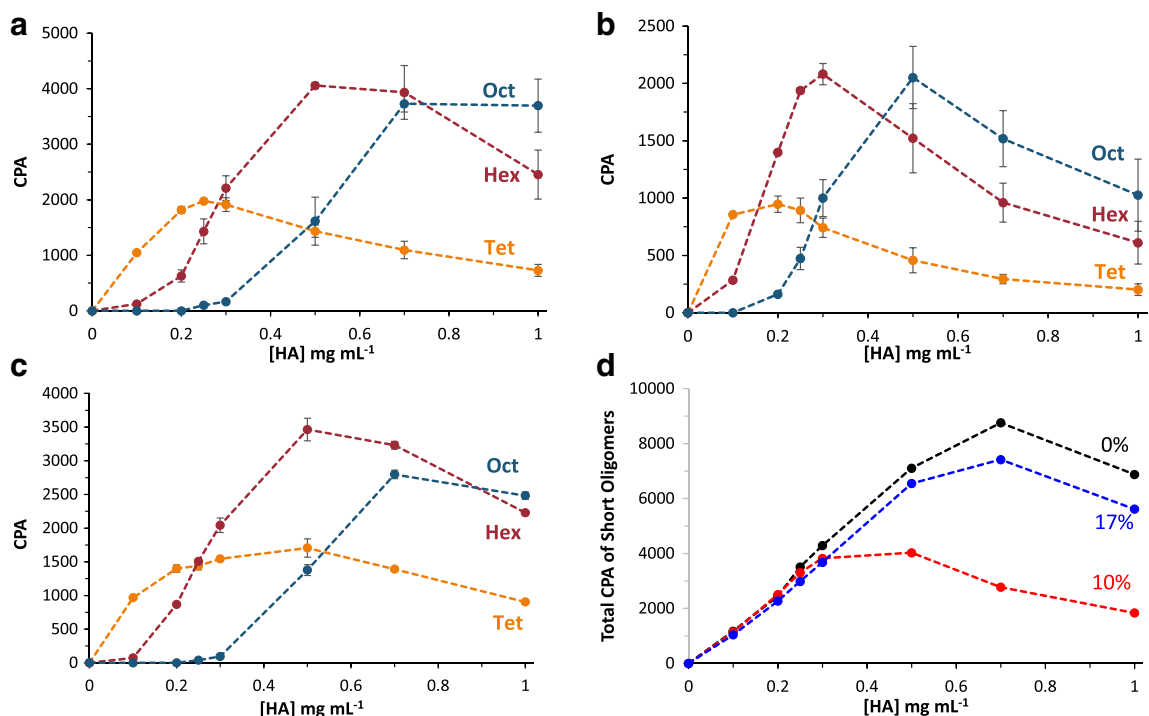 a
CPA
5000
4000
3000
2000
1000
0
0 0.2 0.4 0.6 0.8 1
[HA] mg mL⁻¹
Oct
Hex
Tet
b
CPA
2500
2000
1500
1000
500
0
0 0.2 0.4 0.6 0.8 1
[HA] mg mL⁻¹
Oct
Hex
Tet
c
CPA
4000
3500
3000
2500
2000
1500
1000
500
0
0 0.2 0.4 0.6 0.8 1
[HA] mg mL⁻¹
Oct
Hex
Tet
d
Total CPA of Short Oligomers
10000
8000
6000
4000
2000
0
0 0.2 0.4 0.6 0.8 1
[HA] mg mL⁻¹
0%
17%
10%